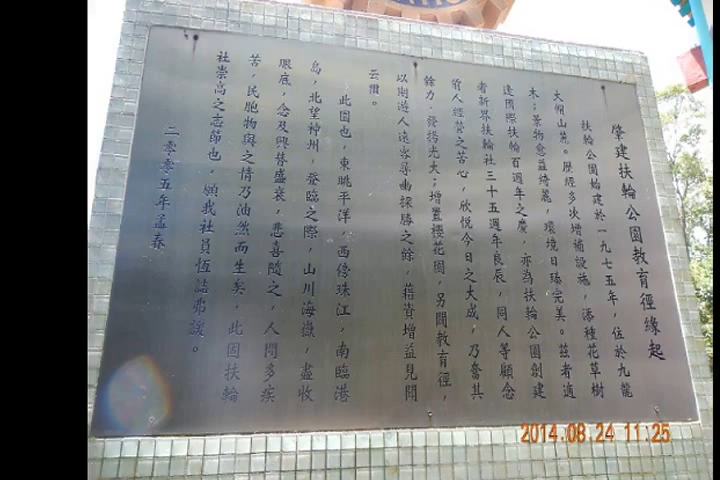 肇建扶輪公園教育徑緣起
扶輪公園始建於一九七五年，位於九龍
大帽山麓。歷經多次增補設施，添種花草樹
木；景物愈益綺麗，環境日臻完美。茲者適
逢國際扶輪百週年之慶，亦為扶輪公園創建
者新界扶輪社三十五週年良辰，同人等顧念
前人經營之苦心，欣悅今日之大成，乃奮其
餘力，發揚光大；增置櫻花園，另闢教育徑，
以期遊人遠客尋幽探勝之餘，藉資增益見聞
云爾。
此園也，東眺平洋，西傍珠江，南臨港
島，北望神州，登臨之際，山川海嶽，盡收
眼底，念及興替盛衰，悲喜隨之，人間多疾
苦，民胞物與之情乃油然而生矣，此固扶輪
社崇高之志節也，願我社員恆誌弗諼。
二零零五年孟春
2014.08.24 11:25